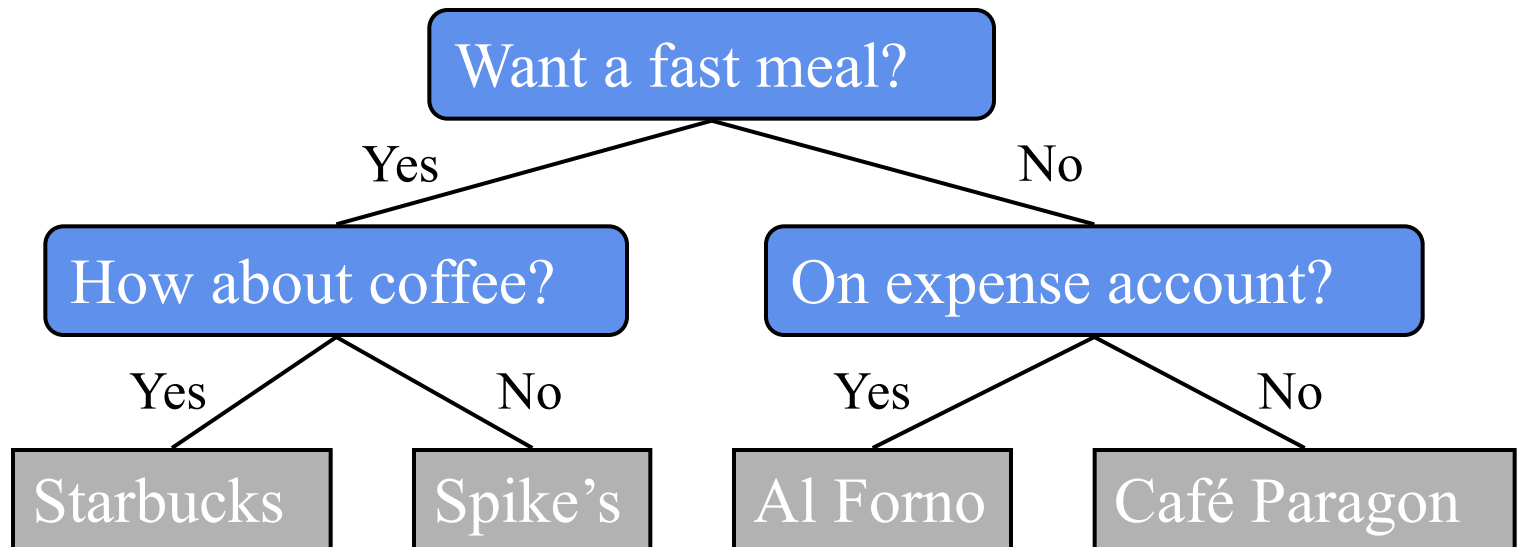 Want a fast meal?
Yes
No
How about coffee?
On expense account?
Yes
No
Yes
No
Starbucks
Spike’s
Al Forno
Café Paragon